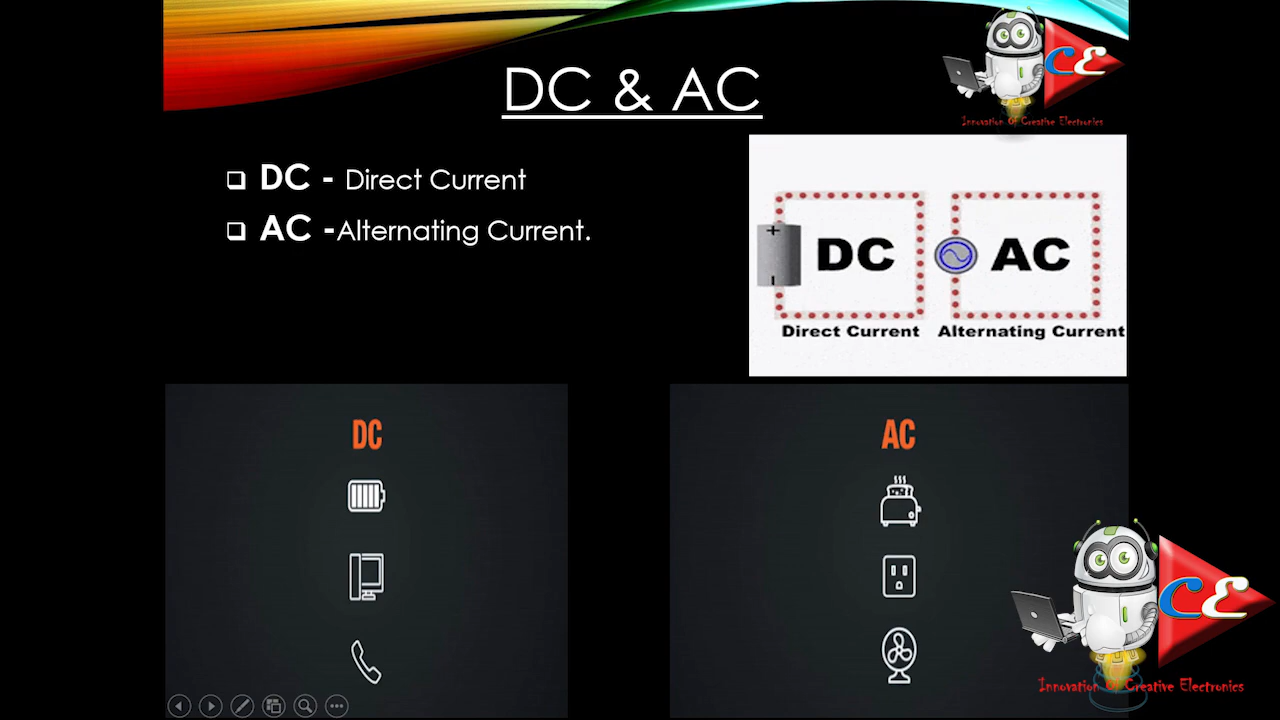 DC & AC
CE
Innovation Of Creative Electronics
DC - Direct Current
AC -Alternating Current.
+
DC
AC
Direct Current
Alternating Current
DC
AC
CE
Innovation Of Creative Electronics